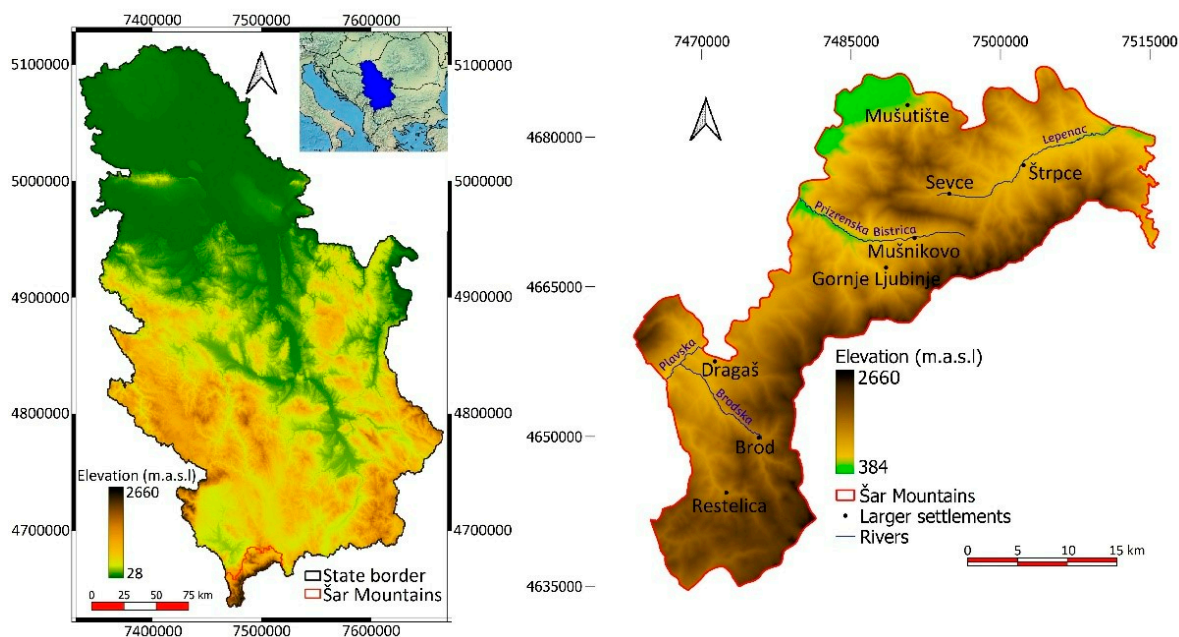 7400000 7500000 7600000
5100000 5100000
5000000 5000000
4900000 4900000
4800000 4800000
4700000 4700000
Elevation (m.a.s.l)
2660
28
0 25 50 75 km
State border
Šar Mountains
7400000 7500000 7600000
7470000 7485000 7500000 7515000
4680000
4665000
4650000
4635000
Mušutište
Lepenac
Štrpce
Sevce
Prizrenska Bistrica
Mušnikovo
Gornje Ljubinje
Plavska
Dragaš
Brodska
Brod
Restelica
Elevation (m.a.s.l)
2660
384
Šar Mountains
Larger settlements
Rivers
0 5 10 15 km